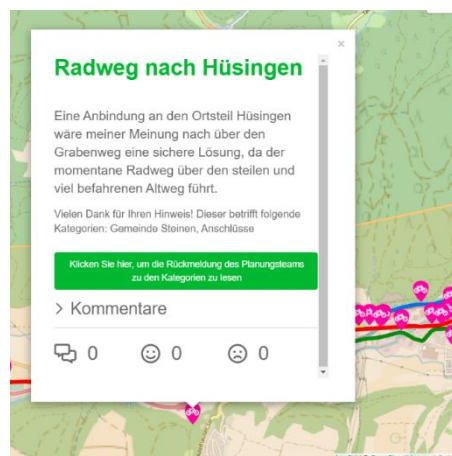 ×
Radweg nach Hüsingen
Eine Anbindung an den Ortsteil Hüsingen
wäre meiner Meinung nach über den
Grabenweg eine sichere Lösung, da der
momentane Radweg über den steilen und
viel befahrenen Altweg führt.
Vielen Dank für Ihren Hinweis! Dieser betrifft folgende
Kategorien: Gemeinde Steinen, Anschlüsse
Klicken Sie hier, um die Rückmeldung des Planungsteams
zu den Kategorien zu lesen
> Kommentare
0 0 0